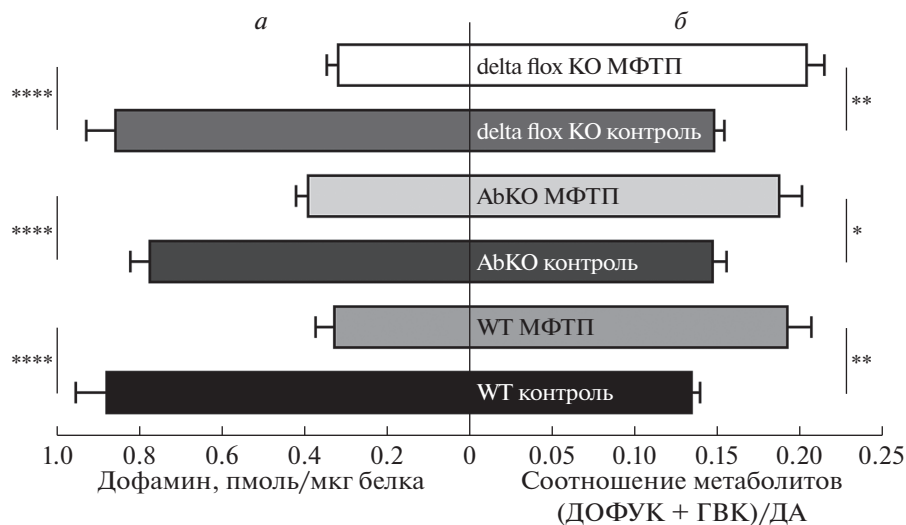 а б
delta flox KO МФТП
**** **
delta flox KO контроль
AbKO МФТП
**** *
AbKO контроль
WT МФТП
**** **
WT контроль
1.0 0.8 0.6 0.4 0.2 0 0.05 0.10 0.15 0.20 0.25
Дофамин, пмоль/мкг белка Соотношение метаболитов
(ДОФУК + ГВК)/ДА